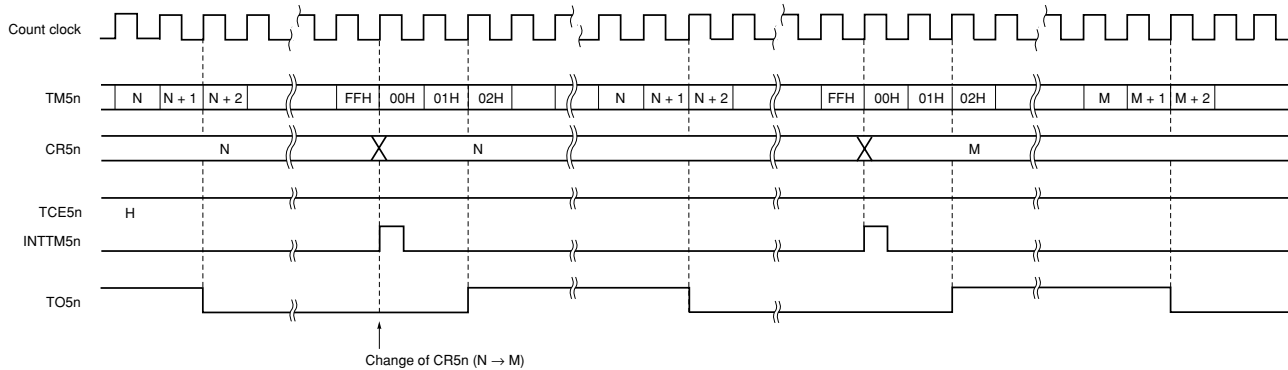 Count clock
TM5n N N + 1 N + 2 FFH 00H 01H 02H N N + 1 N + 2 FFH 00H 01H 02H M M + 1 M + 2
CR5n N N M
TCE5n
H
INTTM5n
TO5n
Change of CR5n (N → M)